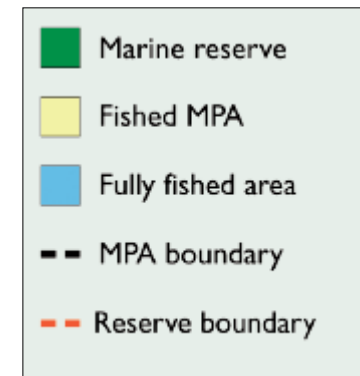 Marine reserve
Fished MPA
Fully fished area
MPA boundary
Reserve boundary